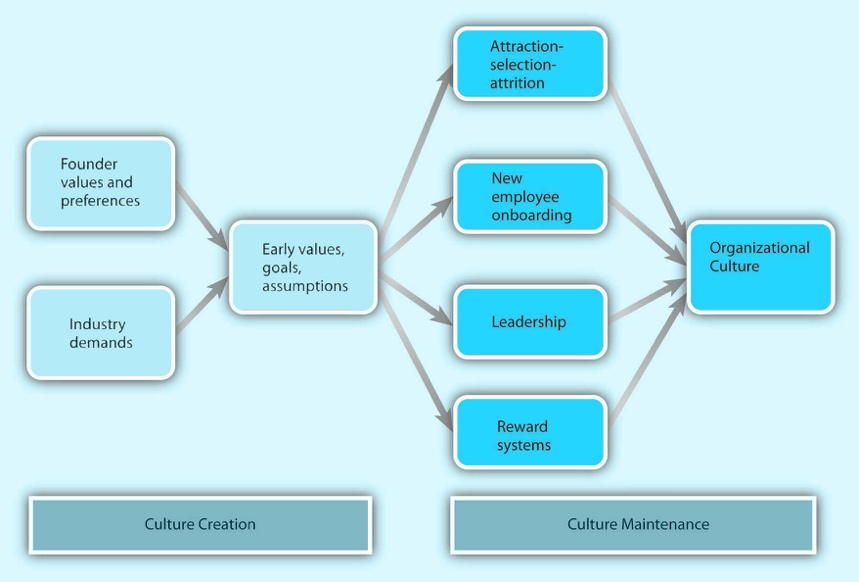 Founder
values and
preferences
Industry
demands
Early values,
goals,
assumptions
Attraction-
selection-
attrition
New
employee
onboarding
Leadership
Reward
systems
Organizational
Culture
Culture Creation
Culture Maintenance